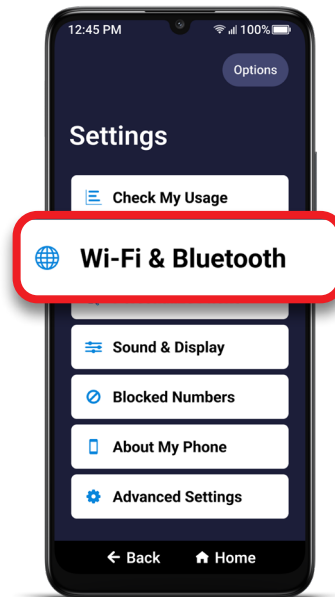 12:45 PM 100%
Options
Settings
Check My Usage
Wi-Fi & Bluetooth
Sound & Display
Blocked Numbers
About My Phone
Advanced Settings
Back Home